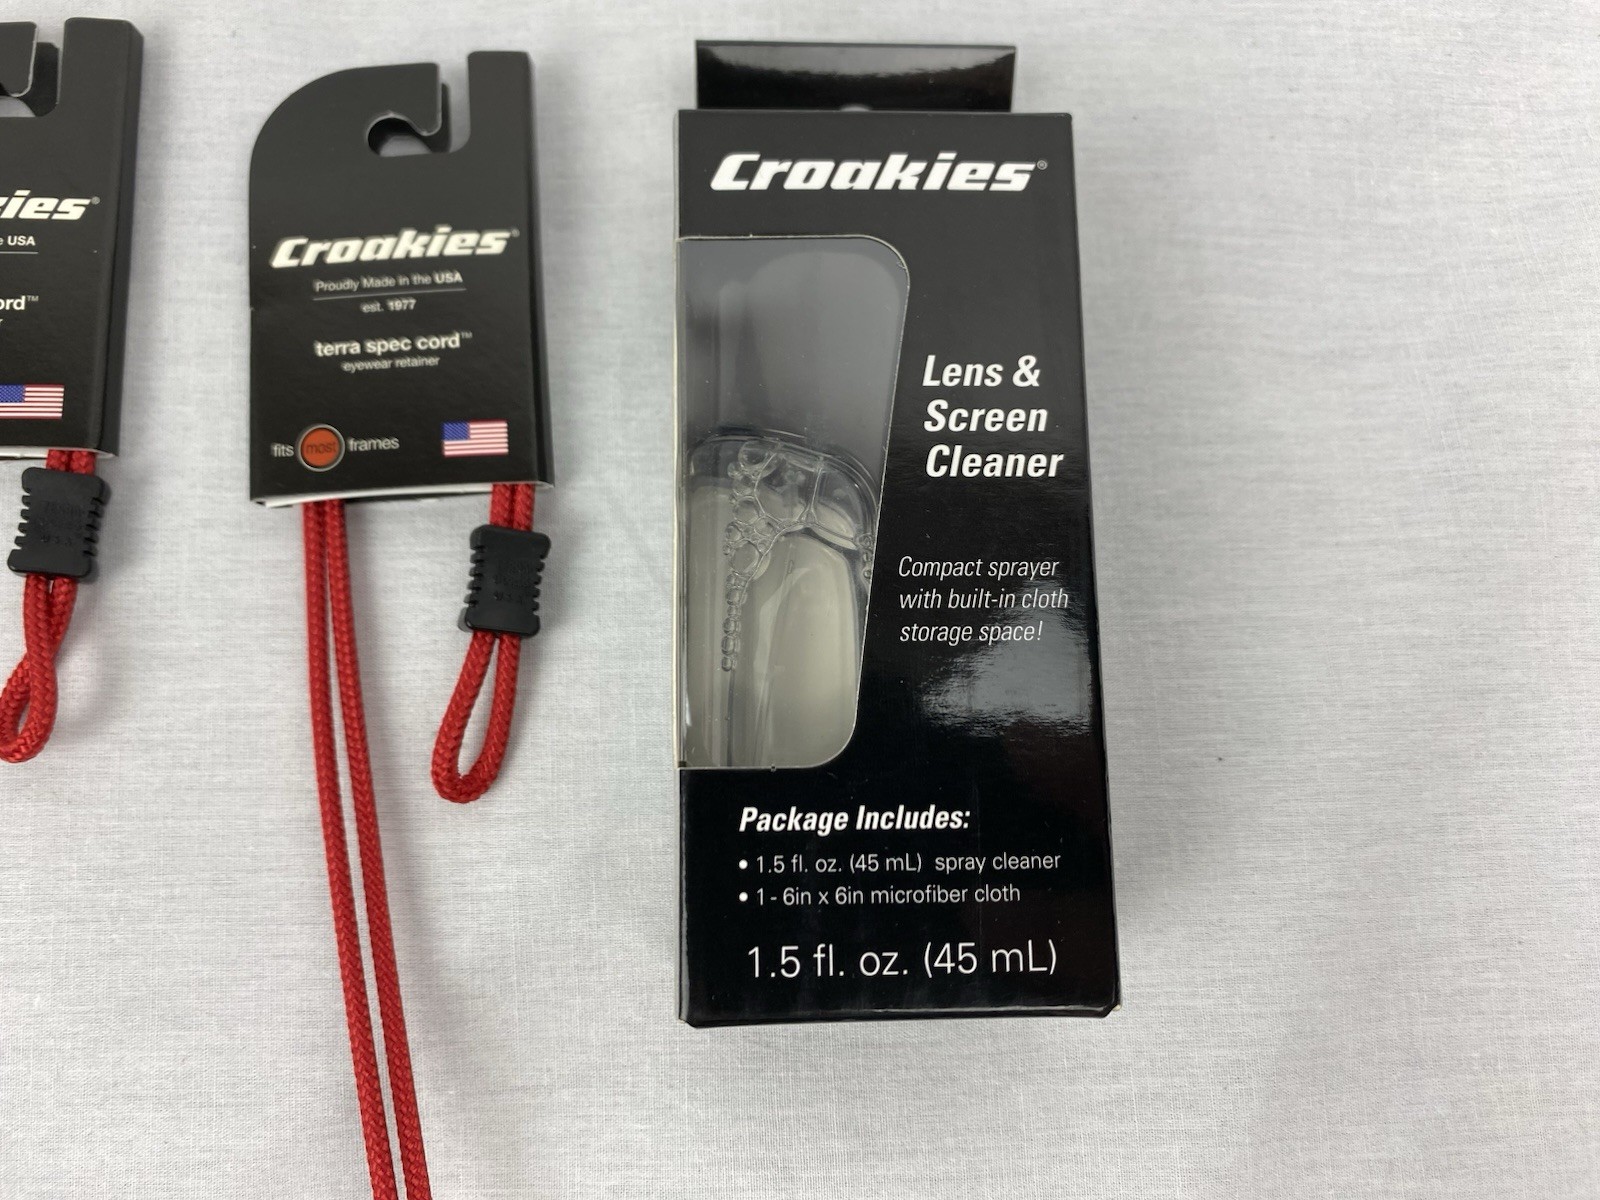 ies®
USA
ord™
Croakies®
Proudly Made in the USA
est. 1977
terra spec cord™
eyewear retainer
fits most frames
Croakies®
Lens &
Screen
Cleaner
Compact sprayer
with built-in cloth
storage space!
Package Includes:
• 1.5 fl. oz. (45 mL) spray cleaner
• 1 - 6in x 6in microfiber cloth
1.5 fl. oz. (45 mL)